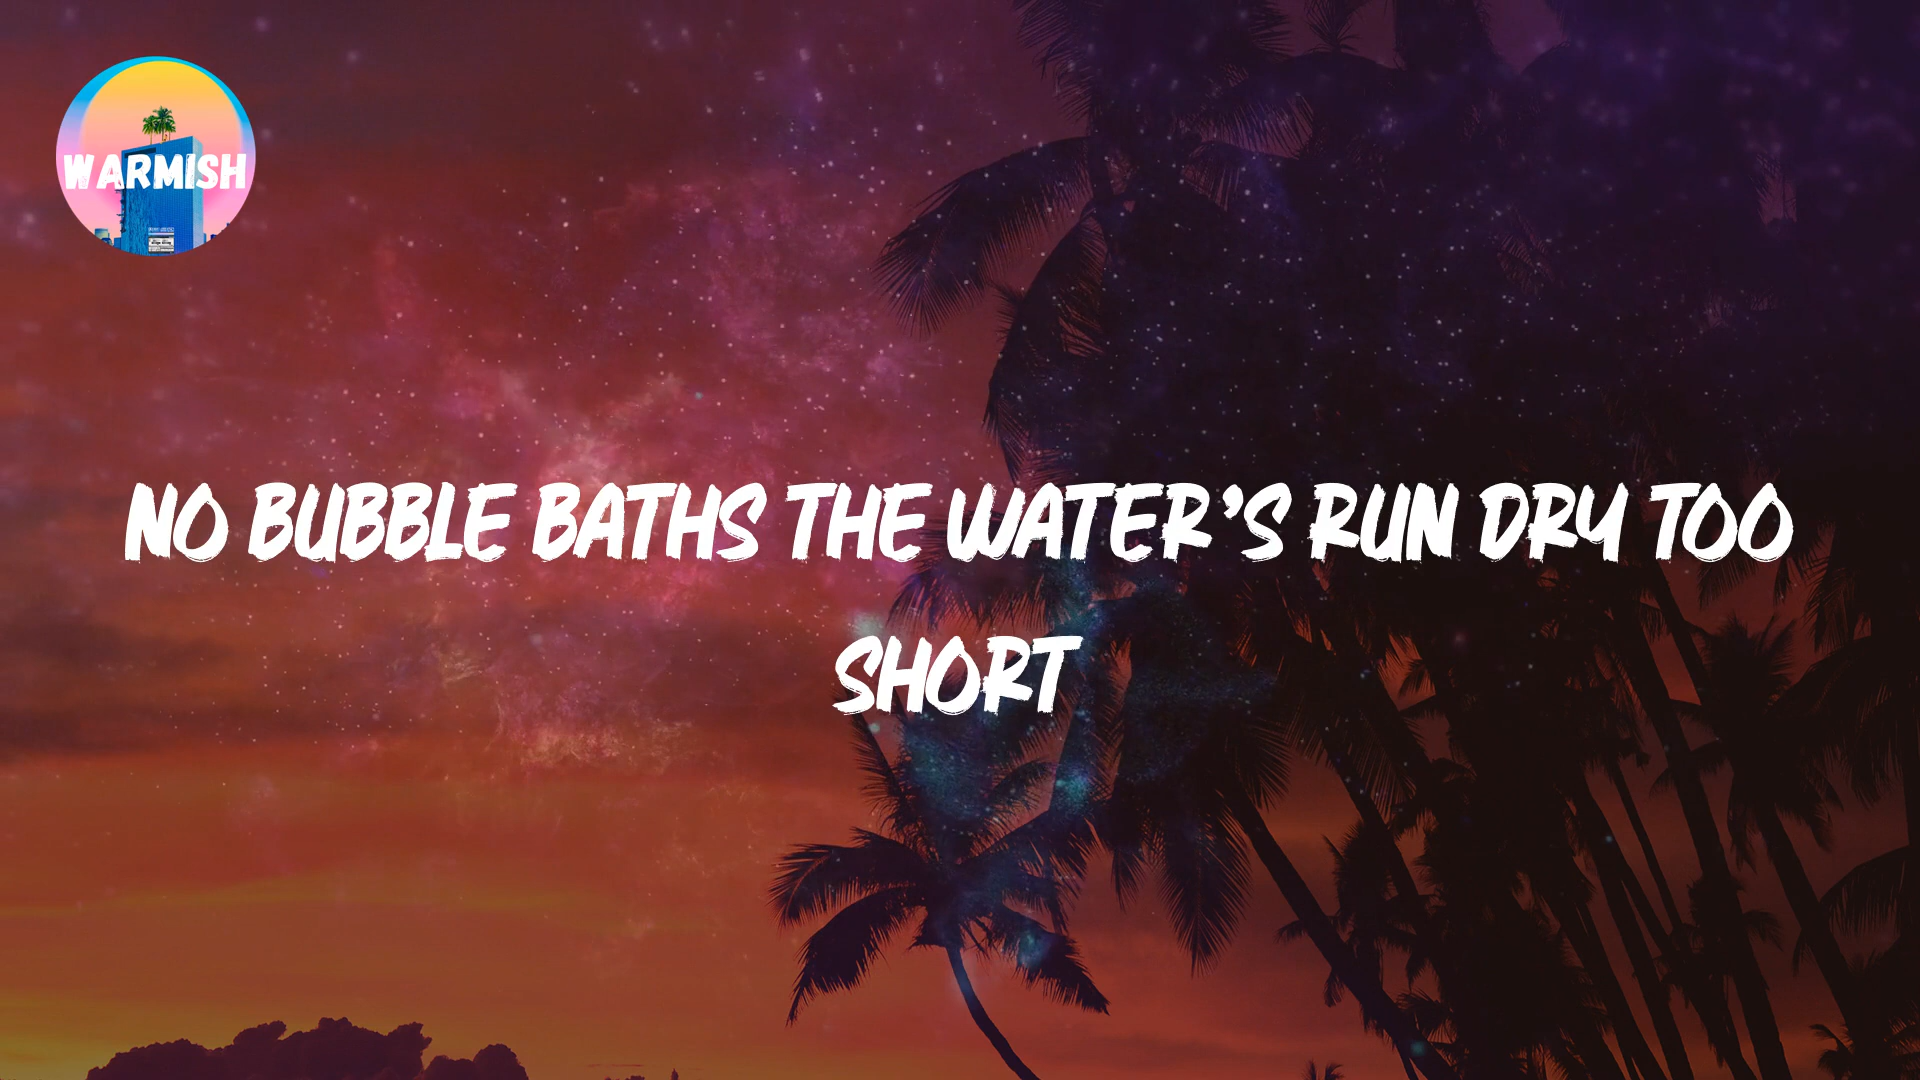 WARMISH
NO BUBBLE BATHS THE WATER'S RUN DRY TOO
SHORT